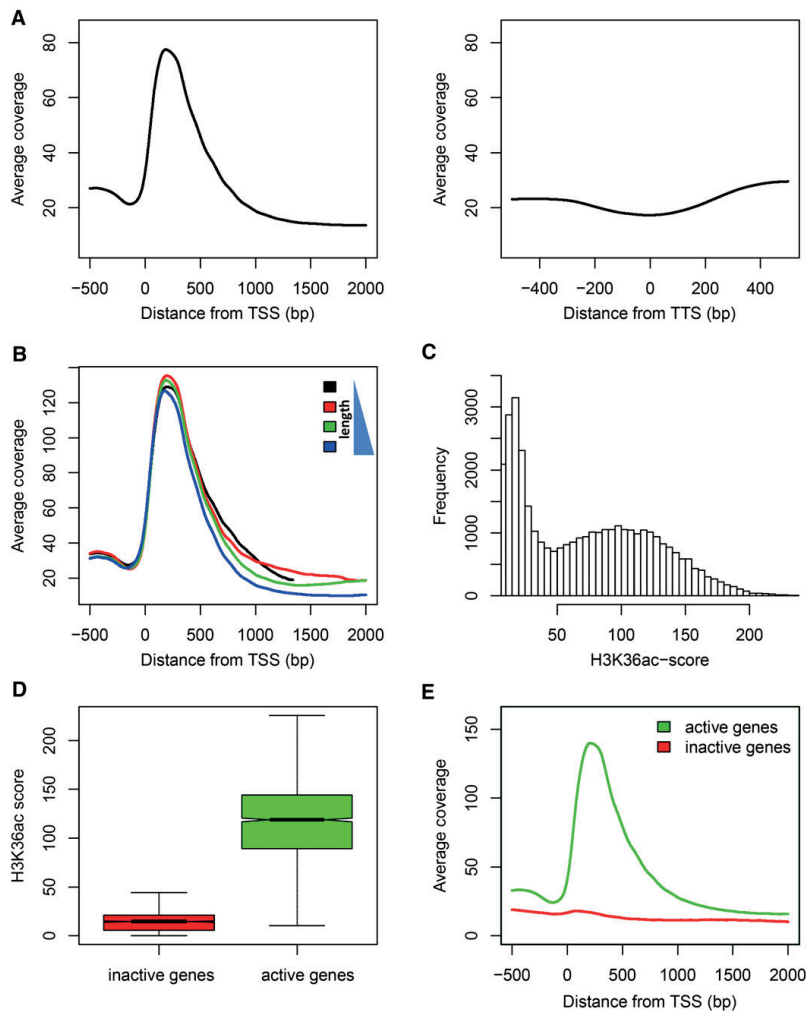 A
Average coverage
80
60
40
20
−500 0 500 1000 1500 2000
Distance from TSS (bp)
Average coverage
80
60
40
20
−400 −200 0 200 400
Distance from TTS (bp)
B
Average coverage
120
100
80
60
40
20
length
−500 0 500 1000 1500 2000
Distance from TSS (bp)
C
Frequency
3000
2000
1000
0
50 100 150 200
H3K36ac−score
D
H3K36ac score
200
150
100
50
0
inactive genes active genes
E
Average coverage
150
100
50
0
active genes
inactive genes
−500 0 500 1000 1500 2000
Distance from TSS (bp)